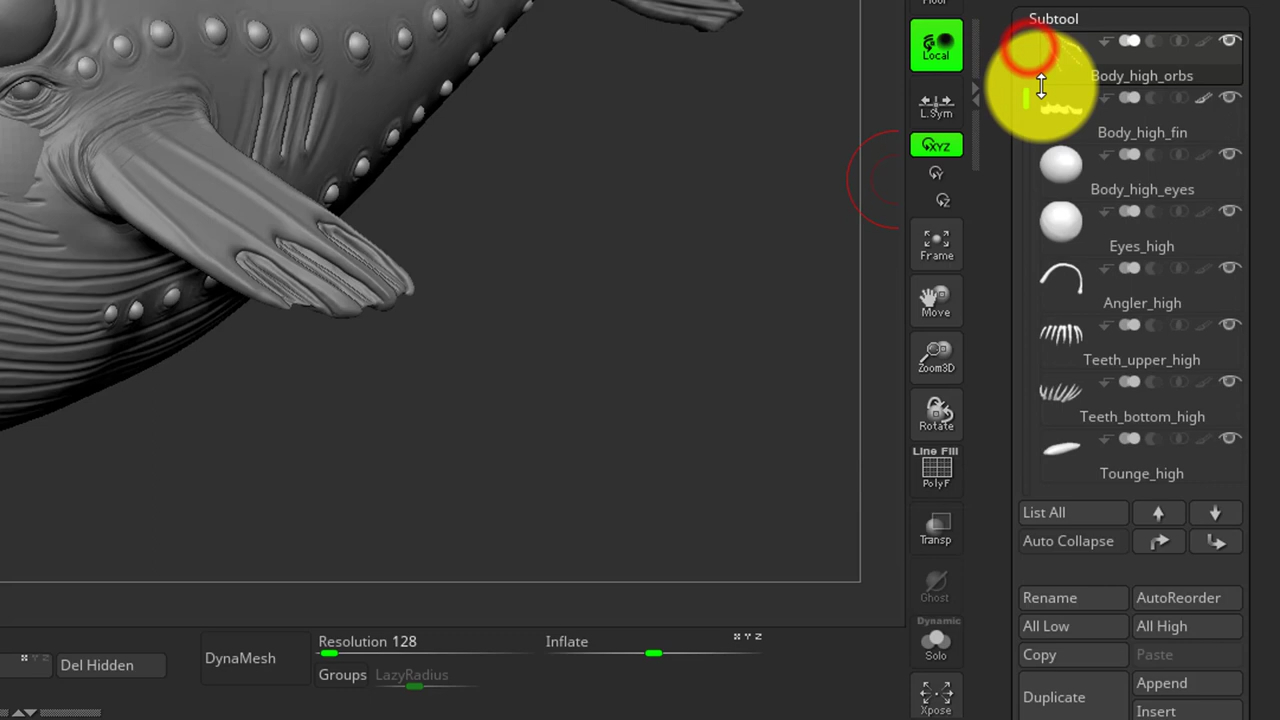 Floor
Local
L.Sym
XYZ
Y
Z
Frame
Move
Zoom3D
Rotate
Line Fill
PolyF
Transp
Ghost
Dynamic
Solo
Xpose
Subtool
Body_high_orbs
Body_high_fin
Body_high_eyes
Eyes_high
Angler_high
Teeth_upper_high
Teeth_bottom_high
Tounge_high
List All
Auto Collapse
Rename
AutoReorder
All Low
All High
Copy
Paste
Duplicate
Append
Insert
Del Hidden
DynaMesh
Resolution 128
Groups
LazyRadius
Inflate
X Y Z